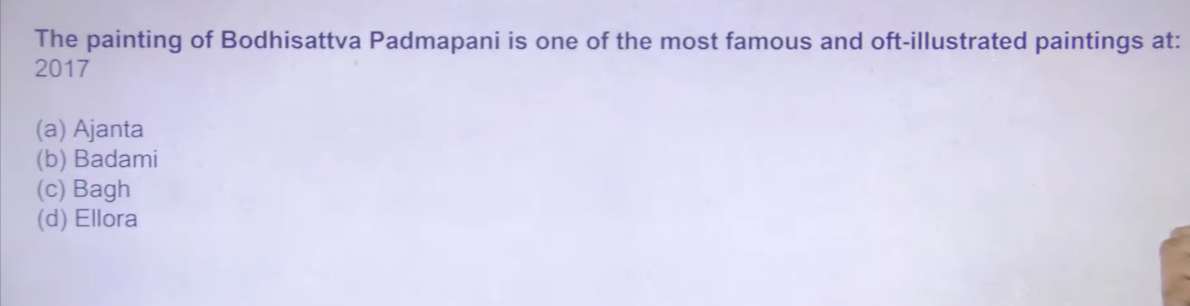 The painting of Bodhisattva Padmapani is one of the most famous and oft-illustrated paintings at:
2017
(a) Ajanta
(b) Badami
(c) Bagh
(d) Ellora